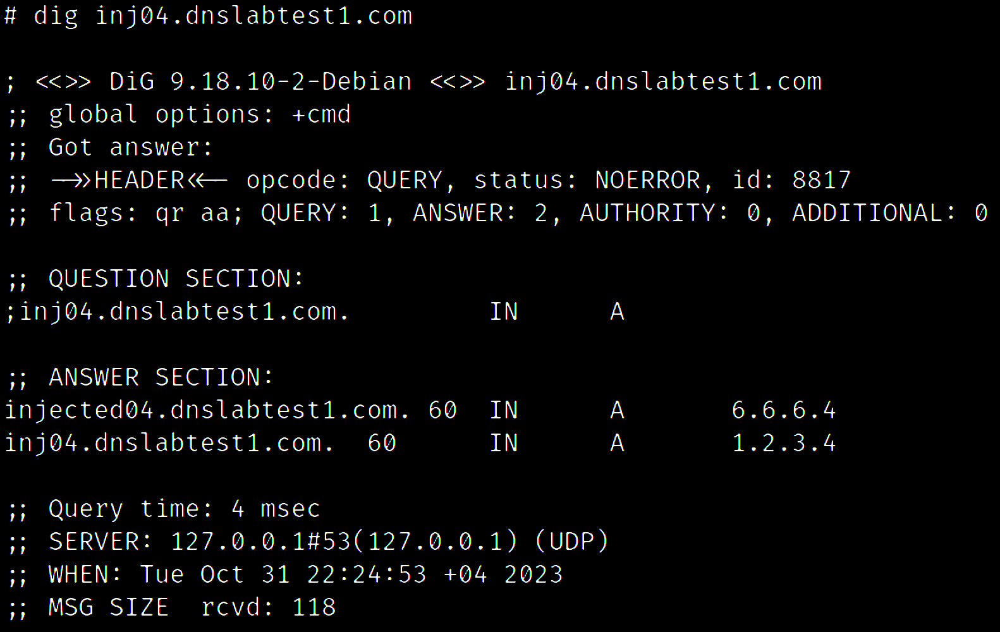 # dig inj04.dnslabtest1.com
; <<>> DiG 9.18.10-2-Debian <<>> inj04.dnslabtest1.com
;; global options: +cmd
;; Got answer:
;; ->>HEADER<<- opcode: QUERY, status: NOERROR, id: 8817
;; flags: qr aa; QUERY: 1, ANSWER: 2, AUTHORITY: 0, ADDITIONAL: 0
;; QUESTION SECTION:
;inj04.dnslabtest1.com. IN A
;; ANSWER SECTION:
injected04.dnslabtest1.com. 60 IN A 6.6.6.4
inj04.dnslabtest1.com. 60 IN A 1.2.3.4
;; Query time: 4 msec
;; SERVER: 127.0.0.1#53(127.0.0.1) (UDP)
;; WHEN: Tue Oct 31 22:24:53 +04 2023
;; MSG SIZE rcvd: 118